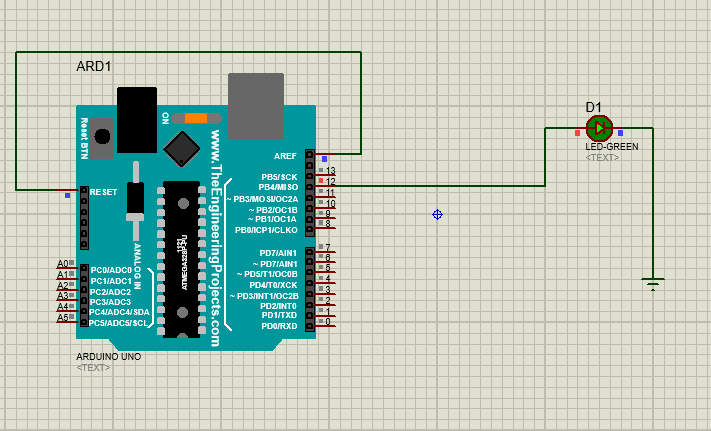 ARD1
ON
Reset BTN
www.TheEngineeringProjects.com
AREF
RESET
PB5/SCK 13
PB4/MISO 12
~ PB3/MOSI/OC2A 11
~ PB2/OC1B 10
~ PB1/OC1A 9
PB0/ICP1/CLKO 8
1121
ATMEGA328P-PU
ANALOG IN
A0 PC0/ADC0
A1 PC1/ADC1
A2 PC2/ADC2
A3 PC3/ADC3
A4 PC4/ADC4/SDA
A5 PC5/ADC5/SCL
PD7/AIN1 7
~ PD7/AIN1 6
~ PD5/T1/OC0B 5
PD4/T0/XCK 4
~ PD3/INT1/OC2B 3
PD2/INT0 2
PD1/TXD 1
PD0/RXD 0
ARDUINO UNO
<TEXT>
D1
LED-GREEN
<TEXT>